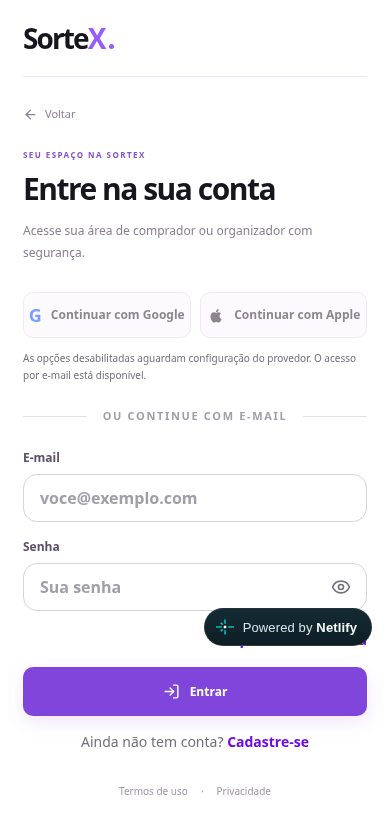 SorteX.
Voltar
SEU ESPAÇO NA SORTEX
Entre na sua conta
Acesse sua área de comprador ou organizador com
segurança.
G Continuar com Google
Continuar com Apple
As opções desabilitadas aguardam configuração do provedor. O acesso
por e-mail está disponível.
OU CONTINUE COM E-MAIL
E-mail
voce@exemplo.com
Senha
Sua senha
Powered by Netlify
Entrar
Ainda não tem conta? Cadastre-se
Termos de uso · Privacidade